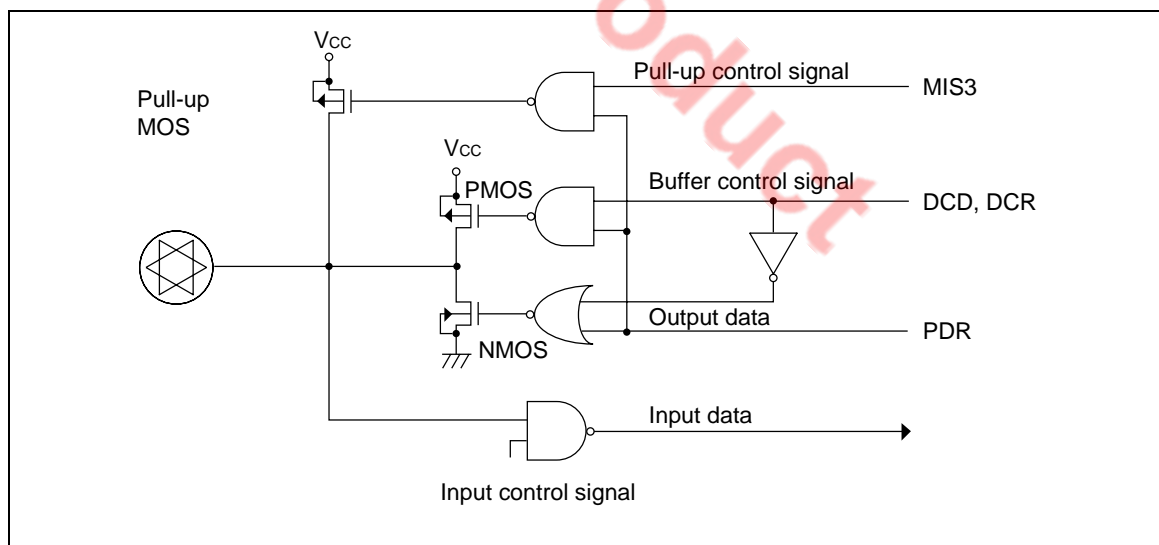 oduct
VCC
Pull-up control signal
MIS3
Pull-up
MOS
VCC
PMOS
Buffer control signal
DCD, DCR
Output data
PDR
NMOS
Input data
Input control signal